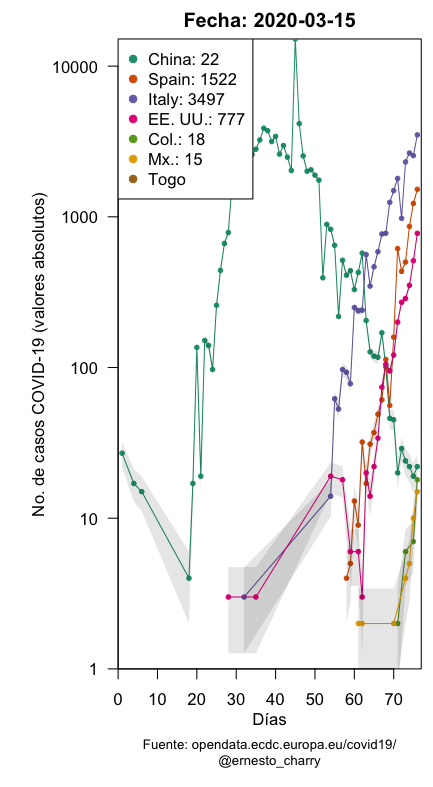 Fecha: 2020-03-15
China: 22
Spain: 1522
Italy: 3497
EE. UU.: 777
Col.: 18
Mx.: 15
Togo
No. de casos COVID-19 (valores absolutos)
10000
1000
100
10
1
0 10 20 30 40 50 60 70
Días
Fuente: opendata.ecdc.europa.eu/covid19/
@ernesto_charry